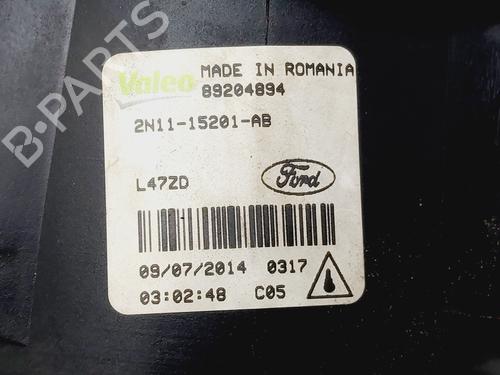 B-PARTS
Valeo MADE IN ROMANIA
89204894
2N11-15201-AB
L47ZD Ford
09/07/2014 0317
03:02:48 C05